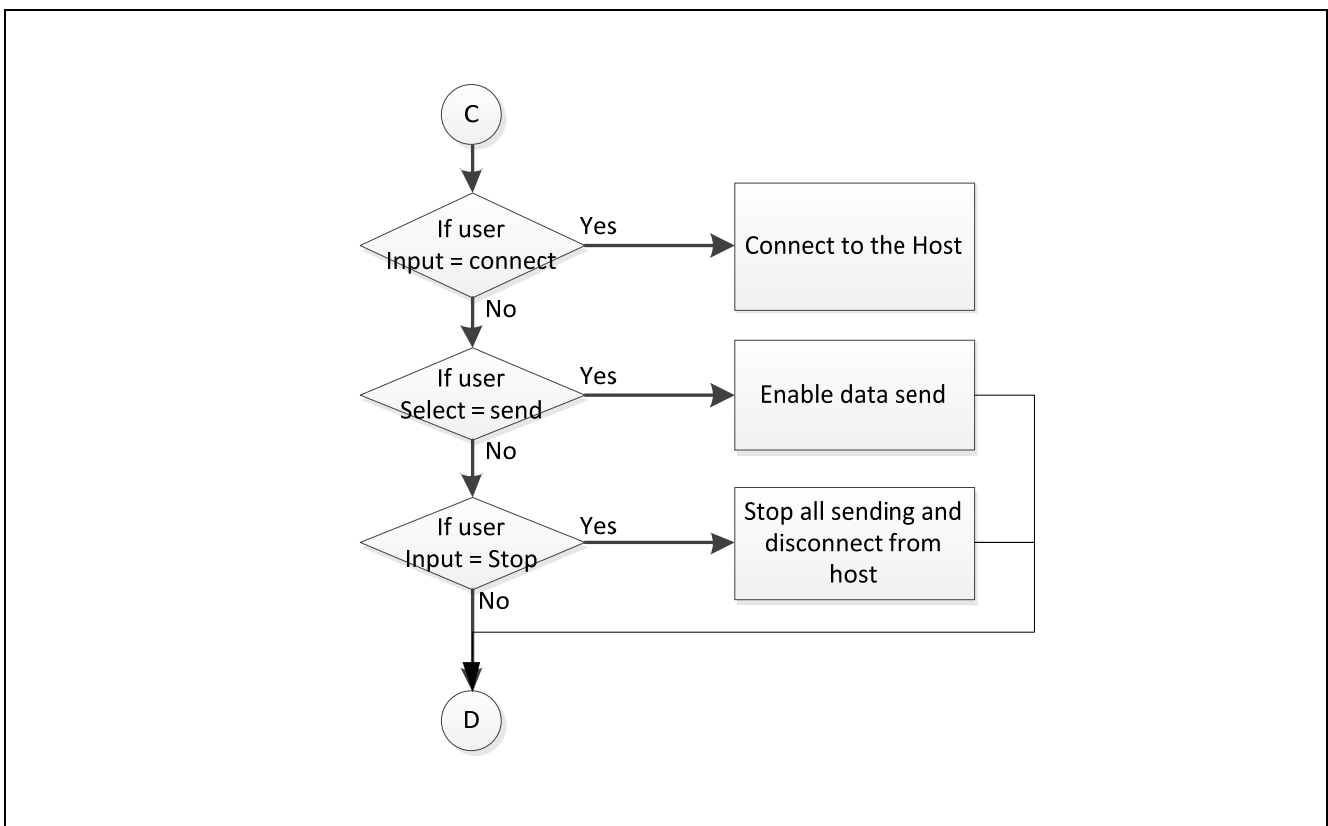 C
If user
Input = connect
Yes
Connect to the Host
No
If user
Select = send
Yes
Enable data send
No
If user
Input = Stop
Yes
Stop all sending and
disconnect from
host
No
D